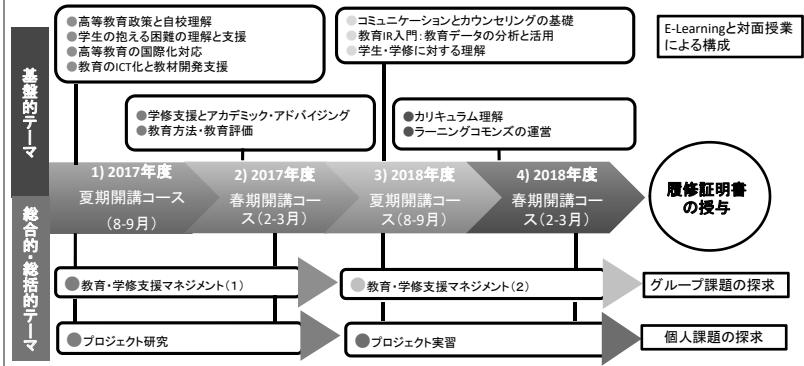 ●高等教育政策と自校理解
●学生の抱える困難の理解と支援
●高等教育の国際化対応
●教育のICT化と教材開発支援
●コミュニケーションとカウンセリングの基礎
●教育IR入門：教育データの分析と活用
●学生・学修に対する理解
E-Learningと対面授業
による構成
基盤的テーマ
●学修支援とアカデミック・アドバイジング
●教育方法・教育評価
●カリキュラム理解
●ラーニングコモンズの運営
1) 2017年度
夏期開講コース
（8-9月）
2) 2017年度
春期開講コー
ス（2-3月）
3) 2018年度
夏期開講コー
ス（8-9月）
4) 2018年度
春期開講コー
ス（2-3月）
履修証明書
の授与
総合的・総括的テーマ
●教育・学修支援マネジメント（1）
●教育・学修支援マネジメント（2）
グループ課題の探求
●プロジェクト研究
●プロジェクト実習
個人課題の探求